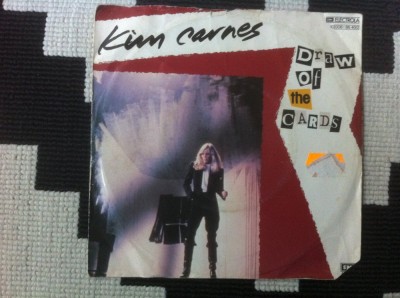 Kim Carnes
EMI ELECTROLA
Draw
Of
the
CARDS